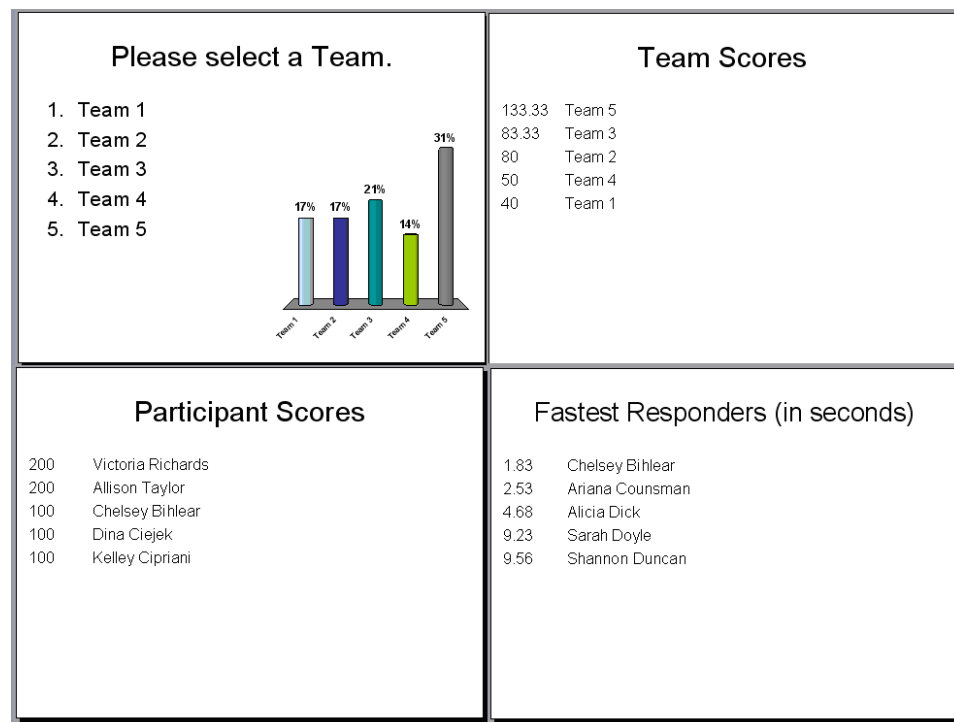 Please select a Team.
1. Team 1
2. Team 2
3. Team 3
4. Team 4
5. Team 5
17%
17%
21%
14%
31%
Team 1
Team 2
Team 3
Team 4
Team 5
Team Scores
133.33 Team 5
83.33 Team 3
80 Team 2
50 Team 4
40 Team 1
Participant Scores
200 Victoria Richards
200 Allison Taylor
100 Chelsey Bihlear
100 Dina Ciejek
100 Kelley Cipriani
Fastest Responders (in seconds)
1.83 Chelsey Bihlear
2.53 Ariana Counsman
4.68 Alicia Dick
9.23 Sarah Doyle
9.56 Shannon Duncan